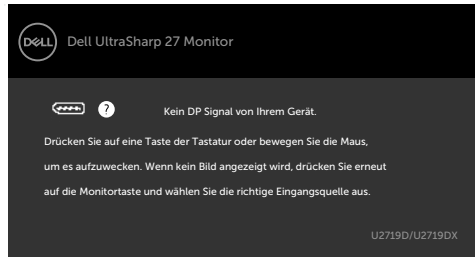 DELL
Dell UltraSharp 27 Monitor
?
Kein DP Signal von Ihrem Gerät.
Drücken Sie auf eine Taste der Tastatur oder bewegen Sie die Maus,
um es aufzuwecken. Wenn kein Bild angezeigt wird, drücken Sie erneut
auf die Monitortaste und wählen Sie die richtige Eingangsquelle aus.
U2719D/U2719DX